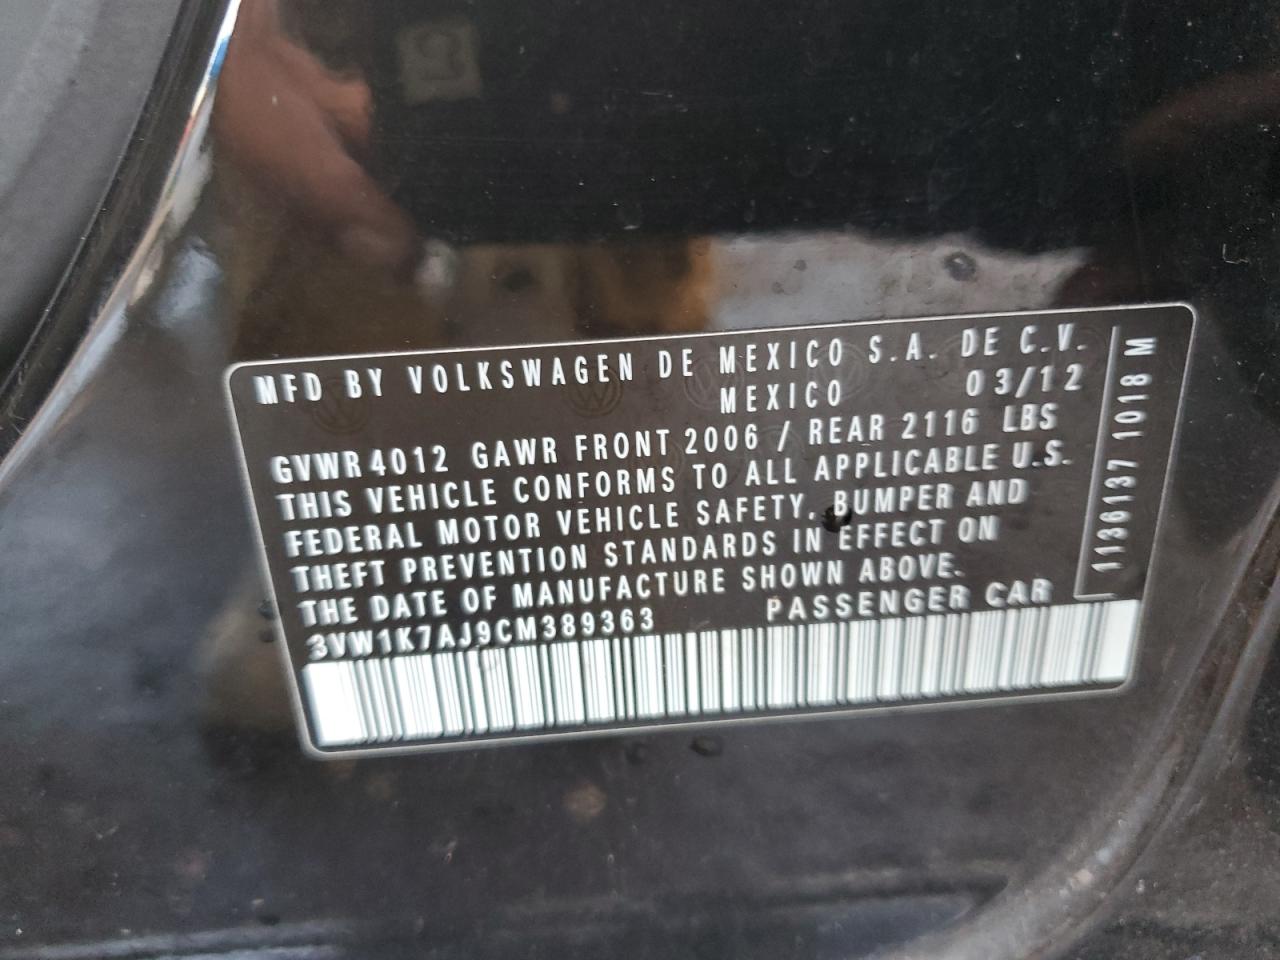 MFD BY VOLKSWAGEN DE MEXICO S.A. DE C.V.
MEXICO 03/12
GVWR 4012 GAWR FRONT 2006 / REAR 2116 LBS
THIS VEHICLE CONFORMS TO ALL APPLICABLE U.S.
FEDERAL MOTOR VEHICLE SAFETY, BUMPER AND
THEFT PREVENTION STANDARDS IN EFFECT ON
THE DATE OF MANUFACTURE SHOWN ABOVE.
3VW1K7AJ9CM389363 PASSENGER CAR
1136137 1018 M